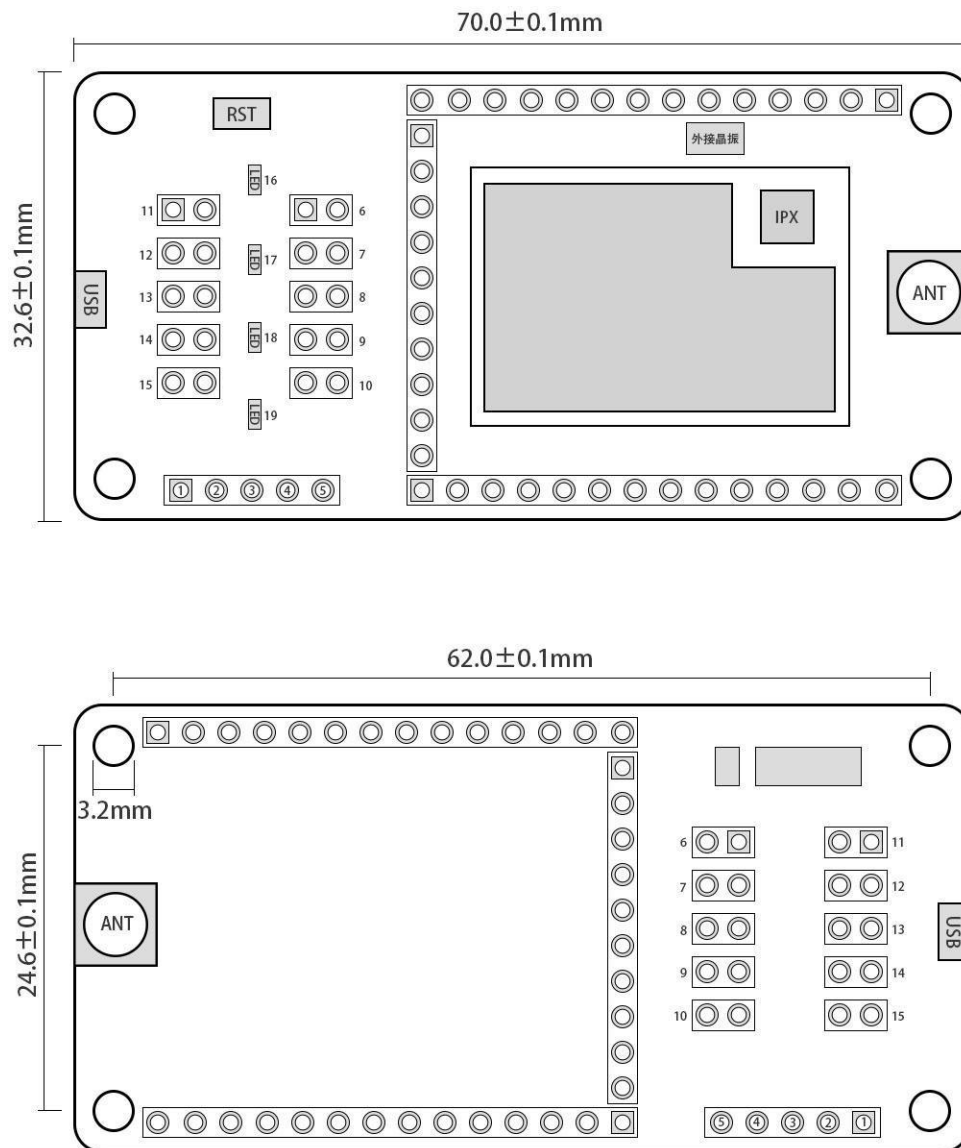 70.0±0.1mm
32.6±0.1mm
RST
外接晶振
LED 16
11
6
IPX
12
LED 17
7
USB
13
8
ANT
14
LED 18
9
15
10
LED 19
① ② ③ ④ ⑤
62.0±0.1mm
3.2mm
24.6±0.1mm
6
11
7
12
ANT
8
13
USB
9
14
10
15
⑤ ④ ③ ② ①